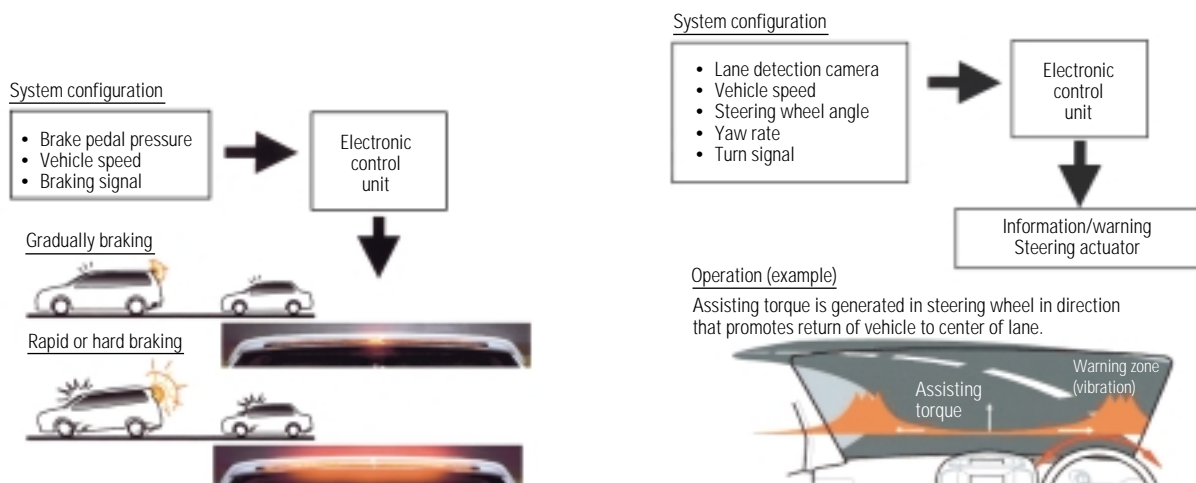 System configuration
• Brake pedal pressure
• Vehicle speed
• Braking signal
Electronic
control
unit
Gradually braking
Rapid or hard braking
System configuration
• Lane detection camera
• Vehicle speed
• Steering wheel angle
• Yaw rate
• Turn signal
Electronic
control
unit
Information/warning
Steering actuator
Operation (example)
Assisting torque is generated in steering wheel in direction
that promotes return of vehicle to center of lane.
Warning zone
(vibration)
Assisting
torque